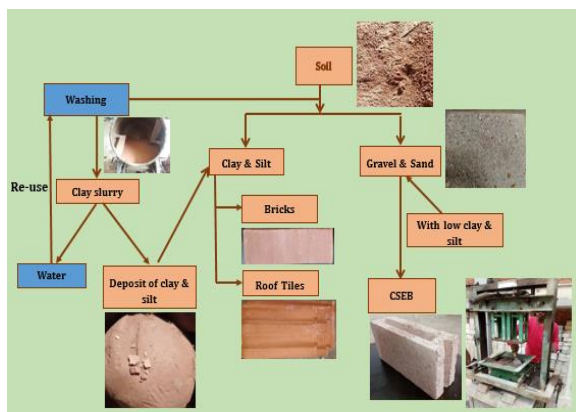 Soil
Washing
Clay & Silt
Gravel & Sand
Re-use
Clay slurry
Bricks
With low clay &
silt
Water
Deposit of clay &
silt
Roof Tiles
CSEB